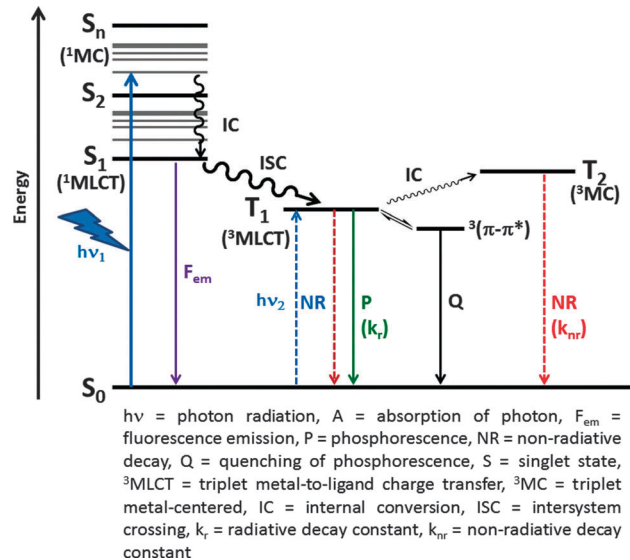 Energy
Sn
(¹MC)
S₂
IC
S₁
(¹MLCT)
ISC
IC
T₂
(³MC)
T₁
(³MLCT)
³(π-π*)
hν₁
Fem
hν₂
NR
P
(kr)
Q
NR
(knr)
S₀
hν = photon radiation, A = absorption of photon, Fem =
fluorescence emission, P = phosphorescence, NR = non-radiative
decay, Q = quenching of phosphorescence, S = singlet state,
³MLCT = triplet metal-to-ligand charge transfer, ³MC = triplet
metal-centered, IC = internal conversion, ISC = intersystem
crossing, kr = radiative decay constant, knr = non-radiative decay
constant